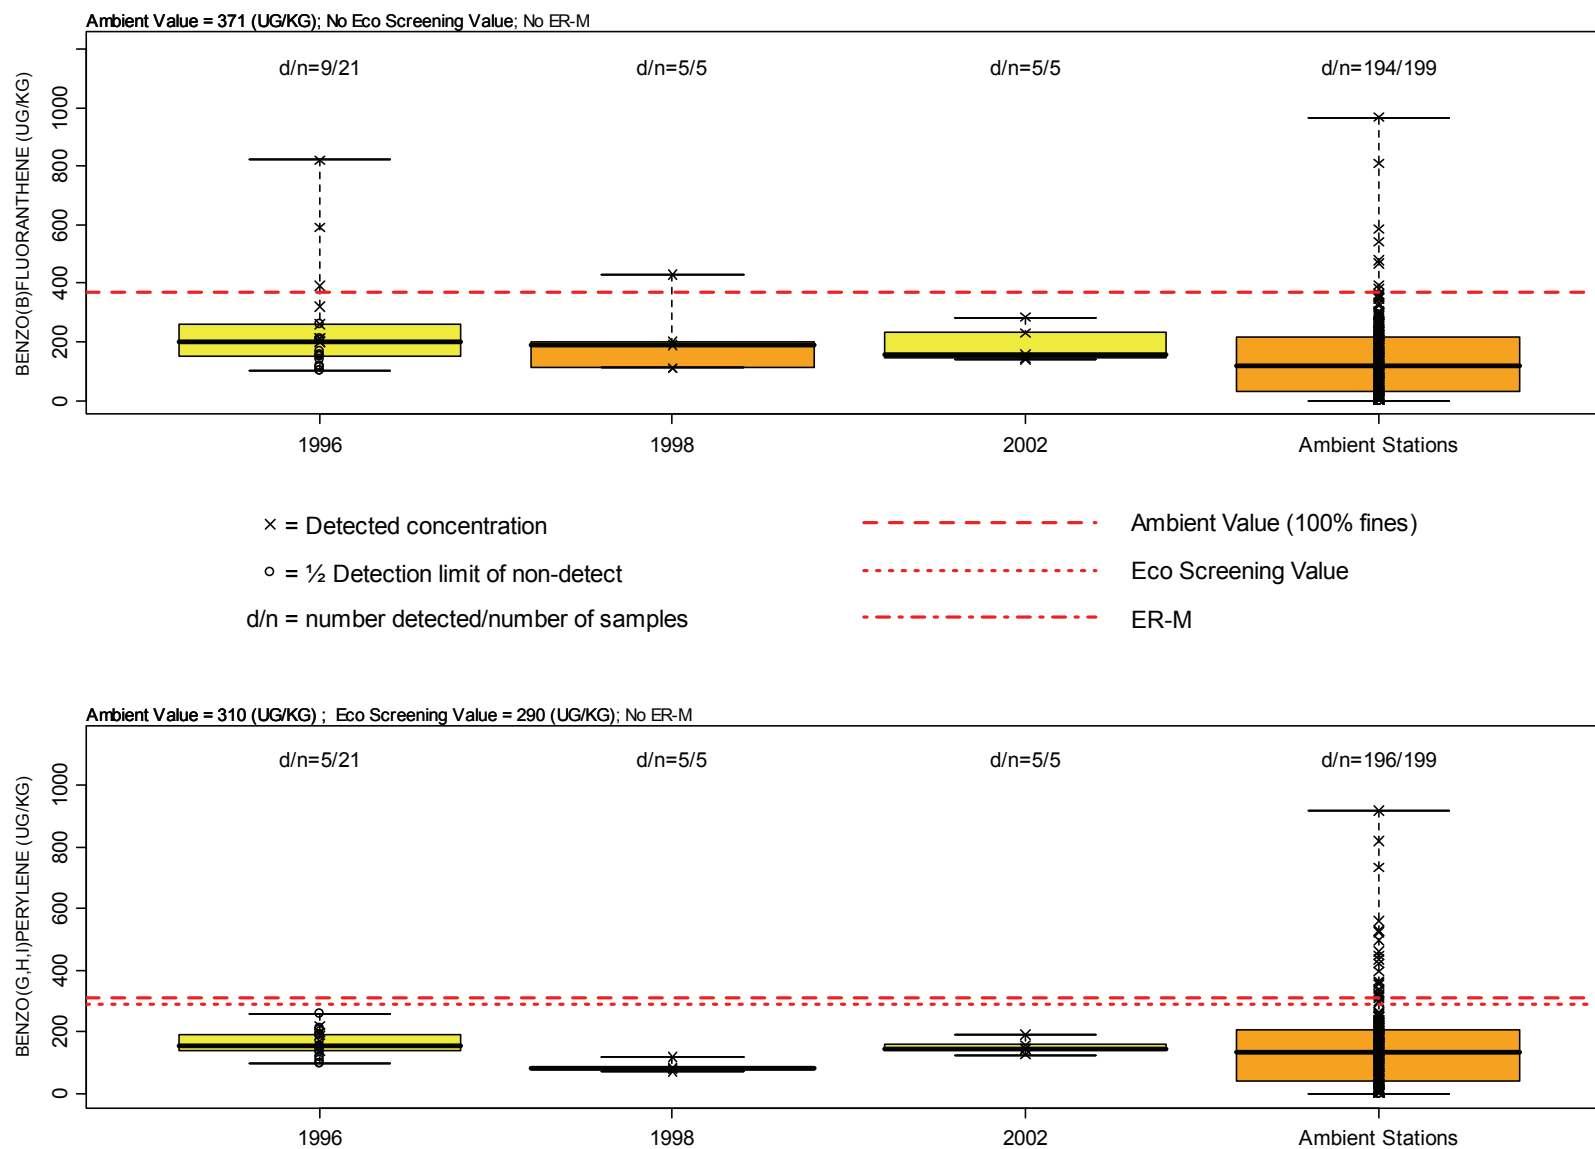 Ambient Value = 371 (UG/KG); No Eco Screening Value; No ER-M
BENZO(B)FLUORANTHENE (UG/KG)
0 200 400 600 800 1000
d/n=9/21 d/n=5/5 d/n=5/5 d/n=194/199
1996 1998 2002 Ambient Stations
× = Detected concentration
o = ½ Detection limit of non-detect
d/n = number detected/number of samples
Ambient Value (100% fines)
Eco Screening Value
ER-M
Ambient Value = 310 (UG/KG) ; Eco Screening Value = 290 (UG/KG); No ER-M
BENZO(G,H,I)PERYLENE (UG/KG)
0 200 400 600 800 1000
d/n=5/21 d/n=5/5 d/n=5/5 d/n=196/199
1996 1998 2002 Ambient Stations